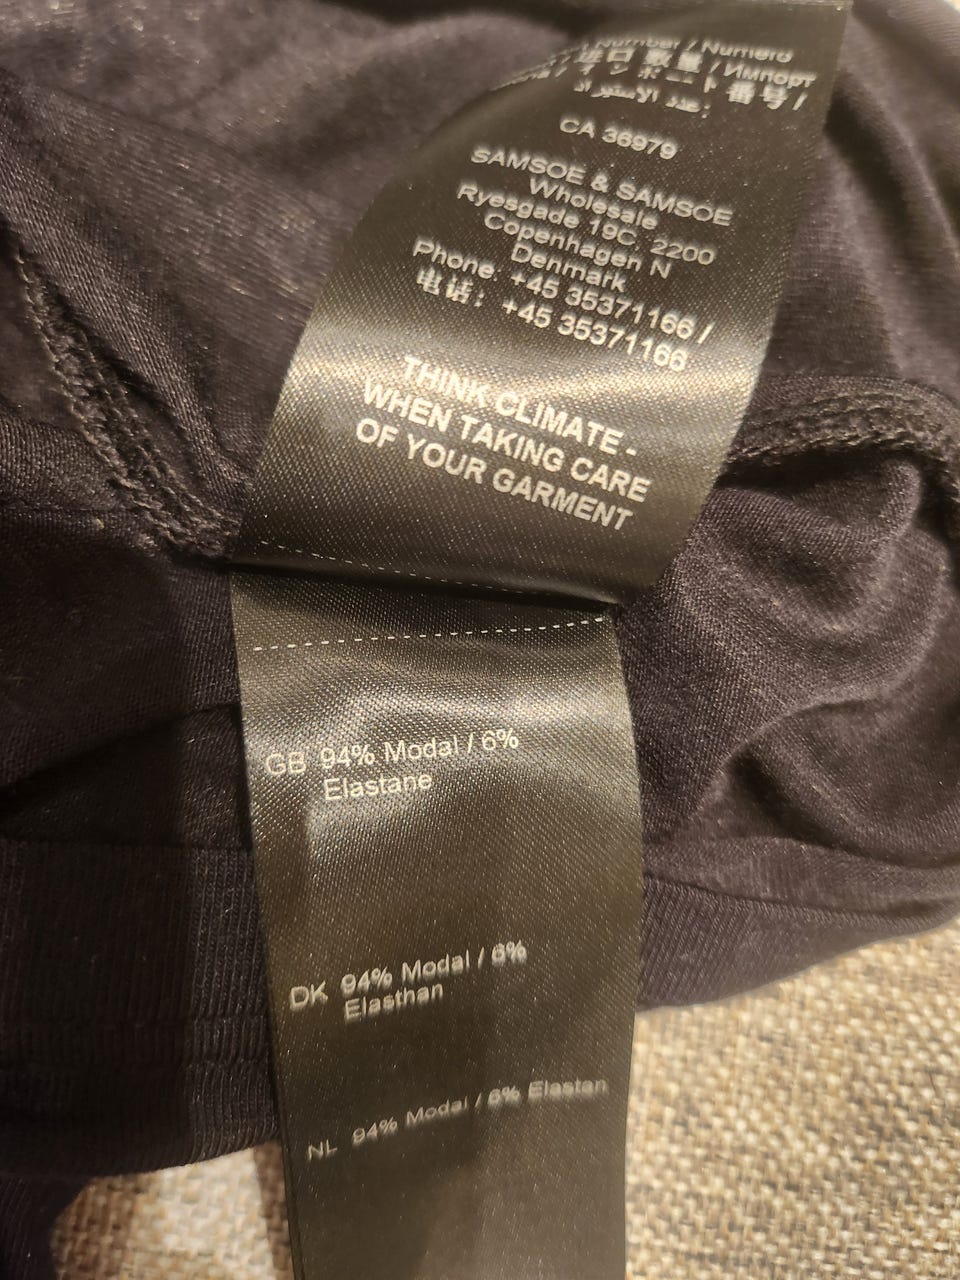 Number / Numero
进口数量 / Импорт
インポート番号 /
CA 36979
SAMSOE & SAMSOE
Wholesale
Ryesgade 19C, 2200
Copenhagen N
Denmark
Phone: +45 35371166 /
电话: +45 35371166
THINK CLIMATE -
WHEN TAKING CARE
OF YOUR GARMENT
GB 94% Modal / 6%
Elastane
DK 94% Modal / 6%
Elasthan
NL 94% Modal / 6% Elastan